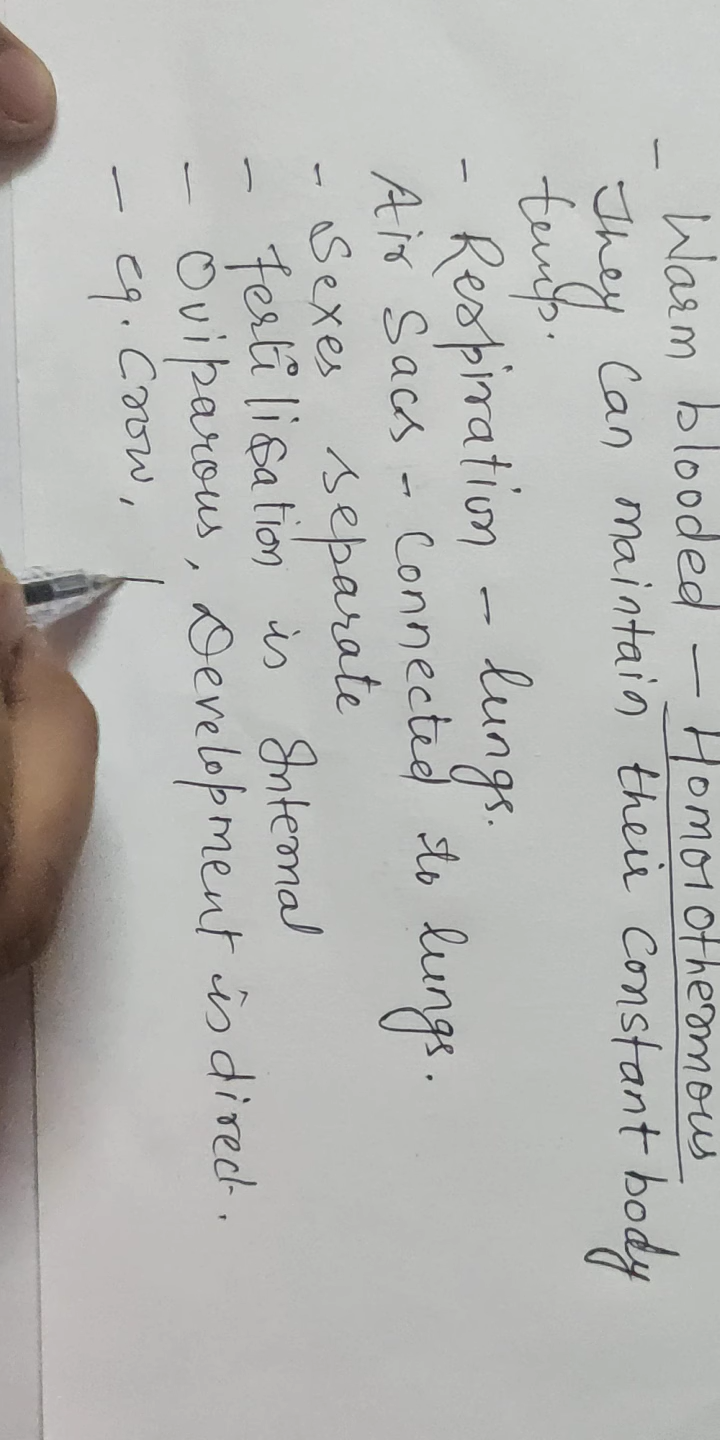 - Warm blooded - Homoiothermous
They can maintain their constant body
temp.
- Respiration - lungs.
Air Sacs - Connected to lungs.
- Sexes separate
- fertilisation is Internal
- Oviparous, Development is direct.
- eg. Crow,